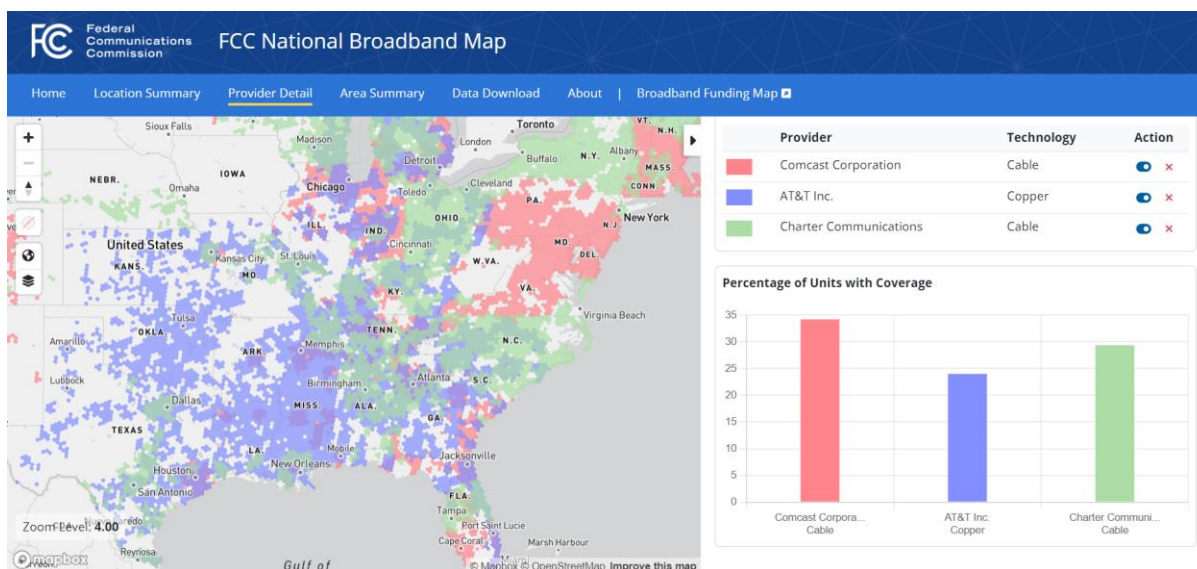 FCC
Federal
Communications
Commission
FCC National Broadband Map
Home Location Summary Provider Detail Area Summary Data Download About | Broadband Funding Map
Sioux Falls
Madison
London
Toronto
VT.
N.H.
Detroit
Buffalo
N.Y.
Albany
MASS.
NEBR.
IOWA
Omaha
Chicago
Toledo
Cleveland
CONN.
PA.
ILL.
IND.
OHIO
New York
N.J.
United States
Cincinnati
MD.
DEL.
KANS.
Kansas City
St. Louis
MO.
W.VA.
KY.
VA.
Virginia Beach
Tulsa
OKLA.
TENN.
N.C.
Amarillo
ARK.
Memphis
Lubbock
Birmingham
Atlanta
S.C.
Dallas
MISS.
ALA.
GA.
TEXAS
LA.
Mobile
Jacksonville
Houston
New Orleans
San Antonio
FLA.
Tampa
Zoom Level: 4.00
Port Saint Lucie
Cape Coral
Marsh Harbour
Reynosa
Miami
mapbox
Gulf of
© Mapbox © OpenStreetMap Improve this map
Provider Technology Action
Comcast Corporation Cable
AT&T Inc. Copper
Charter Communications Cable
Percentage of Units with Coverage
35
30
25
20
15
10
5
0
Comcast Corpora... AT&T Inc. Charter Communi...
Cable Copper Cable